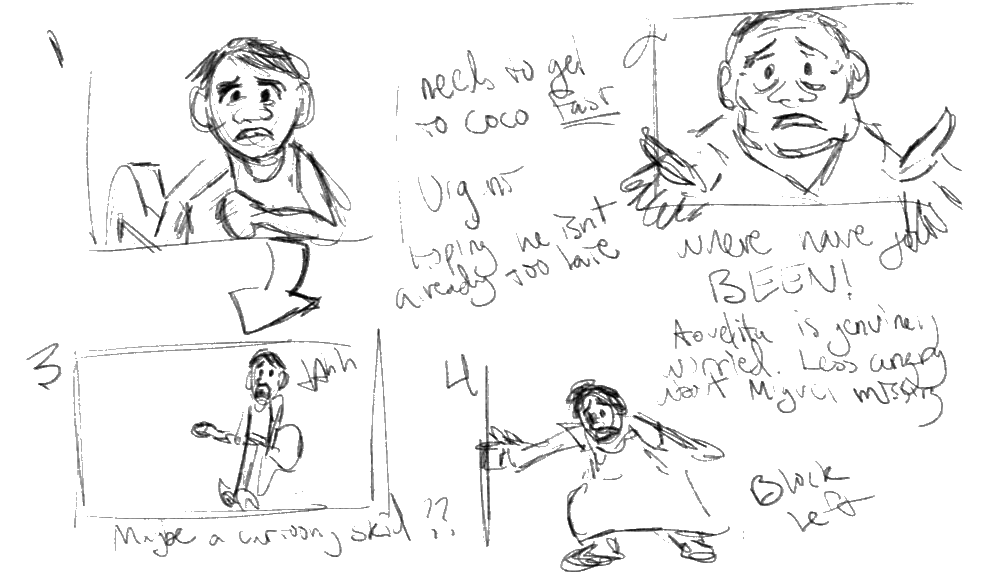 1
needs to get
to coco fast
Urgent
hoping he isn't
already too late
2
Where have you
BEEN!
Abuelita is genuinely
worried. Less angry
about Miguel missing
3
Ahh
Maybe a cartoony skid ??
4
Block
Left